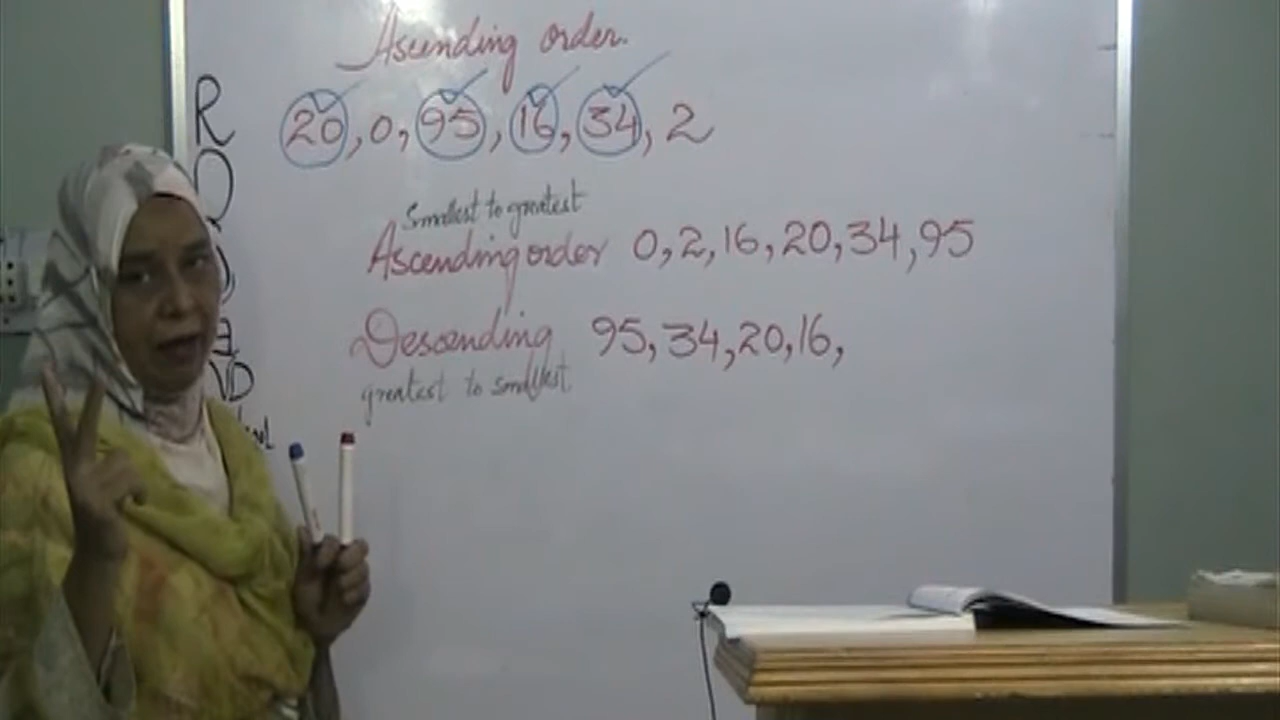 Ascending order.
20, 0, 95, 16, 34, 2
Smallest to greatest
Ascending order 0, 2, 16, 20, 34, 95
Descending 95, 34, 20, 16,
greatest to smallest
R